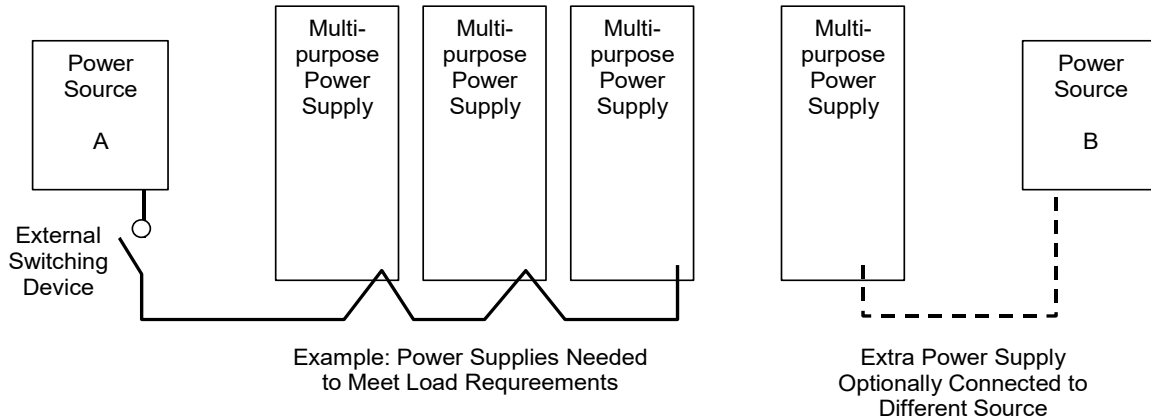 Power
Source
A
External
Switching
Device
Multi-
purpose
Power
Supply
Multi-
purpose
Power
Supply
Multi-
purpose
Power
Supply
Multi-
purpose
Power
Supply
Power
Source
B
Example: Power Supplies Needed
to Meet Load Requreements
Extra Power Supply
Optionally Connected to
Different Source